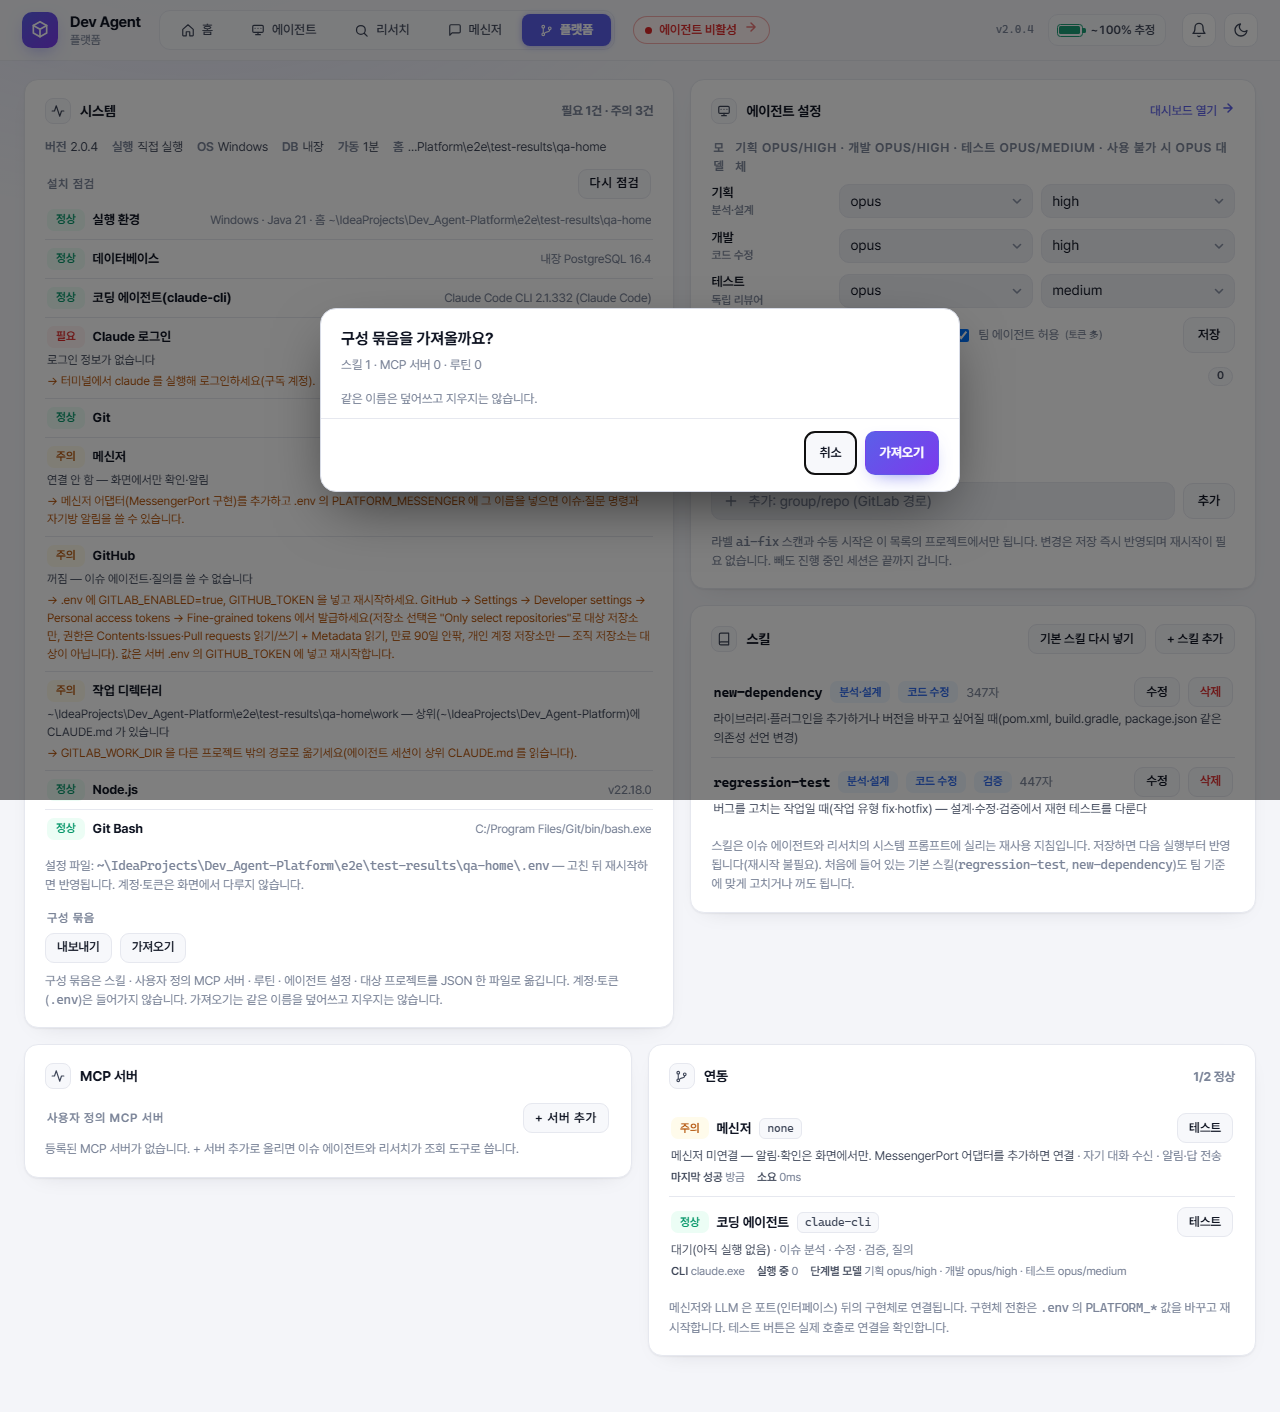 Dev Agent
플랫폼
홈
에이전트
리서치
메신저
플랫폼
에이전트 비활성 →
v2.0.4
~100% 추정
시스템
필요 1건 · 주의 3건
버전 2.0.4 실행 직접 실행 OS Windows DB 내장 가동 1분 홈 ...Platform\e2e\test-results\qa-home
설치 점검
다시 점검
정상 실행 환경 Windows · Java 21 · 홈 ~\IdeaProjects\Dev_Agent-Platform\e2e\test-results\qa-home
정상 데이터베이스 내장 PostgreSQL 16.4
정상 코딩 에이전트(claude-cli) Claude Code CLI 2.1.332 (Claude Code)
필요 Claude 로그인
로그인 정보가 없습니다
→ 터미널에서 claude 를 실행해 로그인하세요(구독 계정).
정상 Git
주의 메신저
연결 안 함 — 화면에서만 확인·알림
→ 메신저 어댑터(MessengerPort 구현)를 추가하고 .env 의 PLATFORM_MESSENGER 에 그 이름을 넣으면 이슈·질문 명령과
자기방 알림을 쓸 수 있습니다.
주의 GitHub
꺼짐 — 이슈 에이전트·질의를 쓸 수 없습니다
→ .env 에 GITLAB_ENABLED=true, GITHUB_TOKEN 을 넣고 재시작하세요. GitHub → Settings → Developer settings →
Personal access tokens → Fine-grained tokens 에서 발급하세요(저장소 선택은 "Only select repositories"로 대상 저장소
만, 권한은 Contents·Issues·Pull requests 읽기/쓰기 + Metadata 읽기, 만료 90일 안팎, 개인 계정 저장소만 — 조직 저장소는 대
상이 아닙니다). 값은 서버 .env 의 GITHUB_TOKEN 에 넣고 재시작합니다.
주의 작업 디렉터리
~\IdeaProjects\Dev_Agent-Platform\e2e\test-results\qa-home\work — 상위(~\IdeaProjects\Dev_Agent-Platform)에
CLAUDE.md 가 있습니다
→ GITLAB_WORK_DIR 을 다른 프로젝트 밖의 경로로 옮기세요(에이전트 세션이 상위 CLAUDE.md 를 읽습니다).
정상 Node.js v22.18.0
정상 Git Bash C:/Program Files/Git/bin/bash.exe
설정 파일: ~\IdeaProjects\Dev_Agent-Platform\e2e\test-results\qa-home\.env — 고친 뒤 재시작하
면 반영됩니다. 계정·토큰은 화면에서 다루지 않습니다.
구성 묶음
내보내기 가져오기
구성 묶음은 스킬 · 사용자 정의 MCP 서버 · 루틴 · 에이전트 설정 · 대상 프로젝트를 JSON 한 파일로 옮깁니다. 계정·토큰
(.env)은 들어가지 않습니다. 가져오기는 같은 이름을 덮어쓰고 지우지는 않습니다.
에이전트 설정
대시보드 열기 →
모델 기획 OPUS/HIGH · 개발 OPUS/HIGH · 테스트 OPUS/MEDIUM · 사용 불가 시 OPUS 대체
기획
분석·설계
opus
high
개발
코드 수정
opus
high
테스트
독립 리뷰어
opus
medium
팀 에이전트 허용 (토큰 多)
저장
0
구성 묶음을 가져올까요?
스킬 1 · MCP 서버 0 · 루틴 0
같은 이름은 덮어쓰고 지우지는 않습니다.
취소
가져오기
+ 추가: group/repo (GitLab 경로)
추가
라벨 ai-fix 스캔과 수동 시작은 이 목록의 프로젝트에서만 됩니다. 변경은 저장 즉시 반영되며 재시작이 필
요 없습니다. 빼도 진행 중인 세션은 끝까지 갑니다.
스킬
기본 스킬 다시 넣기
+ 스킬 추가
new-dependency 분석·설계 코드 수정 347자 수정 삭제
라이브러리·플러그인을 추가하거나 버전을 바꾸고 싶어질 때(pom.xml, build.gradle, package.json 같은
의존성 선언 변경)
regression-test 분석·설계 코드 수정 검증 447자 수정 삭제
버그를 고치는 작업일 때(작업 유형 fix·hotfix) — 설계·수정·검증에서 재현 테스트를 다룬다
스킬은 이슈 에이전트와 리서치의 시스템 프롬프트에 실리는 재사용 지침입니다. 저장하면 다음 실행부터 반영
됩니다(재시작 불필요). 처음에 들어 있는 기본 스킬(regression-test, new-dependency)도 팀 기준
에 맞게 고치거나 꺼도 됩니다.
MCP 서버
사용자 정의 MCP 서버
+ 서버 추가
등록된 MCP 서버가 없습니다. + 서버 추가로 올리면 이슈 에이전트와 리서치가 조회 도구로 씁니다.
연동
1/2 정상
주의 메신저 none 테스트
메신저 미연결 — 알림·확인은 화면에서만. MessengerPort 어댑터를 추가하면 연결 · 자기 대화 수신 · 알림·답 전송
마지막 성공 방금 소요 0ms
정상 코딩 에이전트 claude-cli 테스트
대기(아직 실행 없음) · 이슈 분석 · 수정 · 검증, 질의
CLI claude.exe 실행 중 0 단계별 모델 기획 opus/high · 개발 opus/high · 테스트 opus/medium
메신저와 LLM 은 포트(인터페이스) 뒤의 구현체로 연결됩니다. 구현체 전환은 .env 의 PLATFORM_* 값을 바꾸고 재
시작합니다. 테스트 버튼은 실제 호출로 연결을 확인합니다.